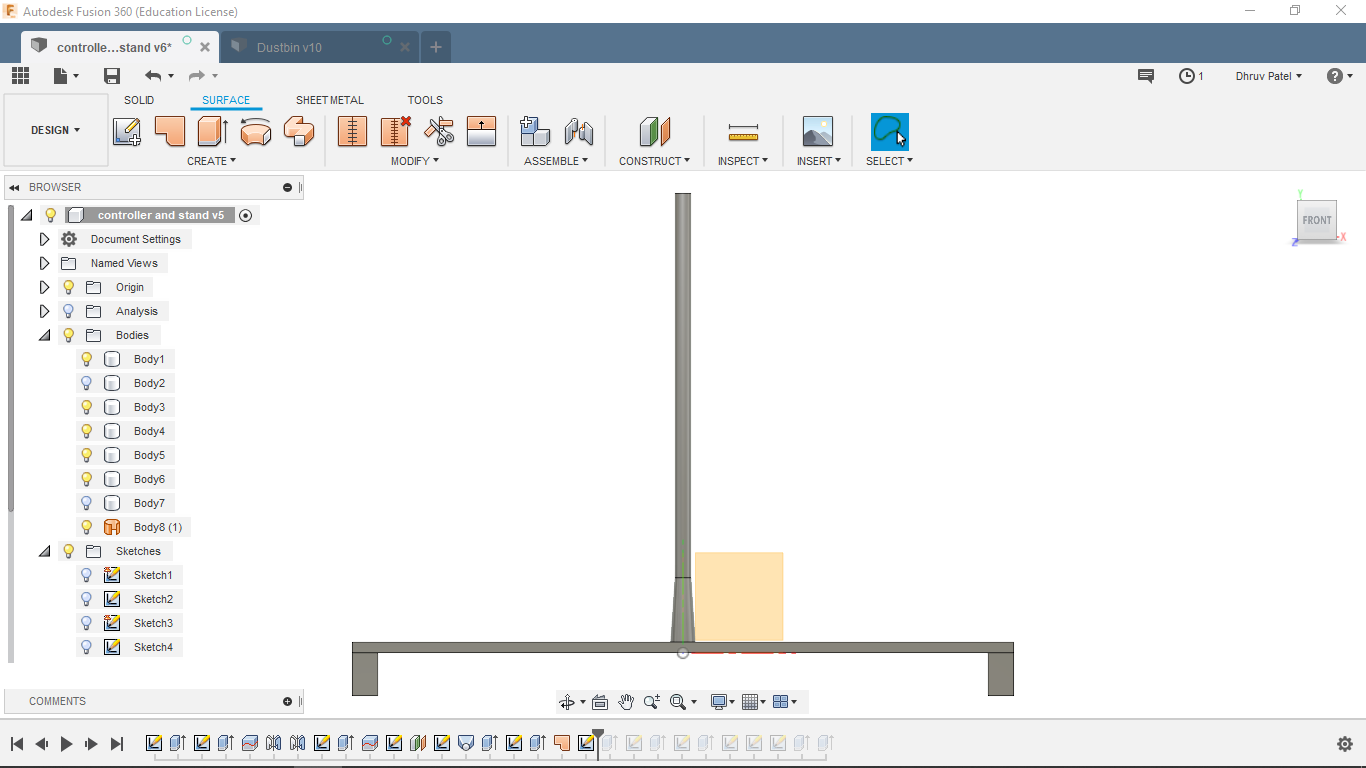 Autodesk Fusion 360 (Education License)
controlle...stand v6*
Dustbin v10
1
Dhruv Patel
SOLID SURFACE SHEET METAL TOOLS
DESIGN
CREATE MODIFY ASSEMBLE CONSTRUCT INSPECT INSERT SELECT
BROWSER
controller and stand v5
Document Settings
Named Views
Origin
Analysis
Bodies
Body1
Body2
Body3
Body4
Body5
Body6
Body7
Body8 (1)
Sketches
Sketch1
Sketch2
Sketch3
Sketch4
COMMENTS
Y
FRONT
X
Z